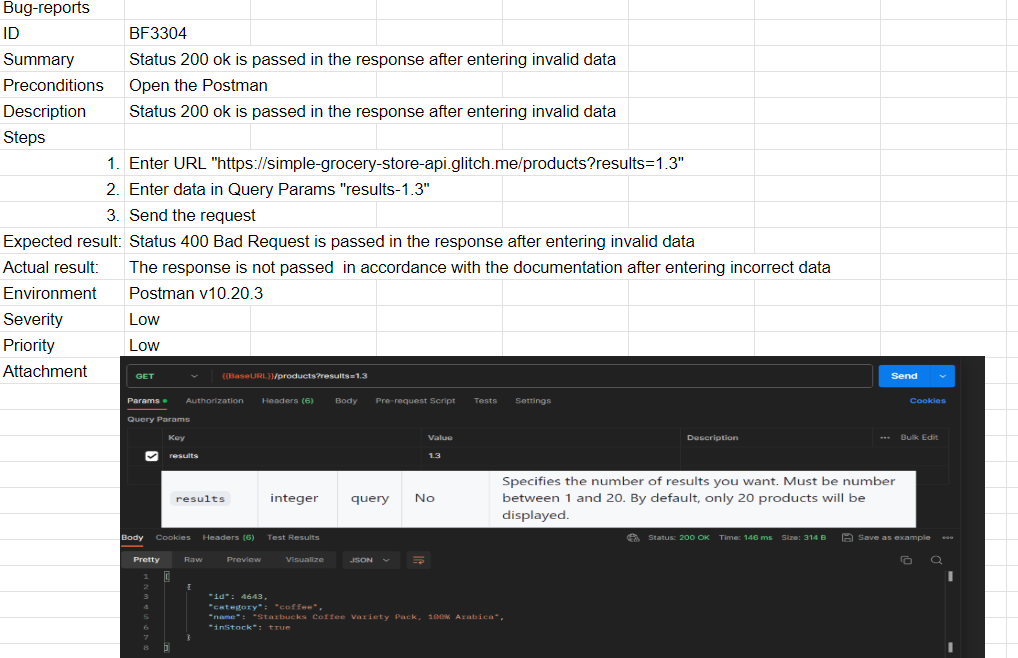 Bug-reports
ID BF3304
Summary Status 200 ok is passed in the response after entering invalid data
Preconditions Open the Postman
Description Status 200 ok is passed in the response after entering invalid data
Steps
1. Enter URL "https://simple-grocery-store-api.glitch.me/products?results=1.3"
2. Enter data in Query Params "results-1.3"
3. Send the request
Expected result: Status 400 Bad Request is passed in the response after entering invalid data
Actual result: The response is not passed  in accordance with the documentation after entering incorrect data
Environment Postman v10.20.3
Severity Low
Priority Low
Attachment
GET {{BaseURL}}/products?results=1.3 Send
Params Authorization Headers (6) Body Pre-request Script Tests Settings Cookies
Query Params
Key Value Description ••• Bulk Edit
results 1.3
results integer query No Specifies the number of results you want. Must be number
between 1 and 20. By default, only 20 products will be
displayed.
Body Cookies Headers (6) Test Results Status: 200 OK Time: 146 ms Size: 314 B Save as example •••
Pretty Raw Preview Visualize JSON
1 [
2 {
3 "id": 4643,
4 "category": "coffee",
5 "name": "Starbucks Coffee Variety Pack, 100% Arabica",
6 "inStock": true
7 }
8 ]